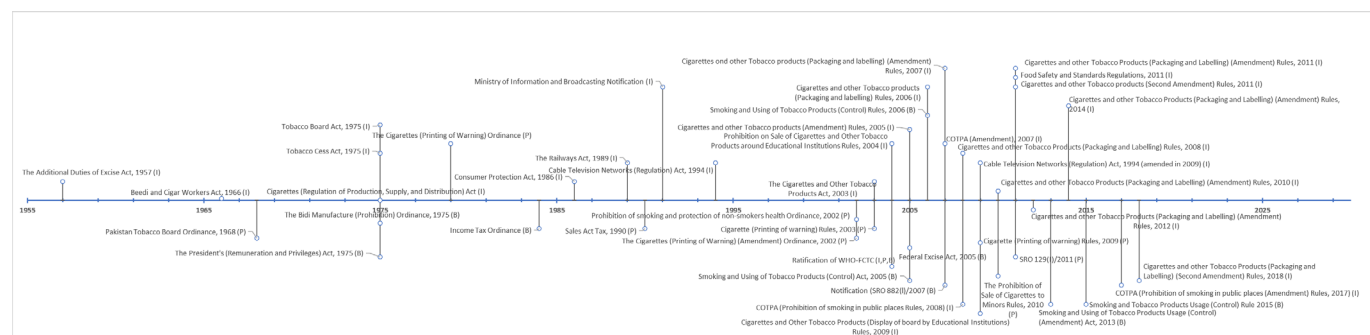 Cigarettes and other Tobacco products (Packaging and labelling) (Amendment)
Rules, 2007 (I)
Cigarettes and other Tobacco Products (Packaging and Labelling) (Amendment) Rules, 2011 (I)
Food Safety and Standards Regulations, 2011 (I)
Cigarettes and other Tobacco products (Second Amendment) Rules, 2011 (I)
Ministry of Information and Broadcasting Notification (I)
Cigarettes and other Tobacco products
(Packaging and labelling) Rules, 2006 (I)
Smoking and Using of Tobacco Products (Control) Rules, 2006 (B)
Cigarettes and other Tobacco Products (Packaging and Labelling) (Amendment) Rules,
2014 (I)
Tobacco Board Act, 1975 (I)
The Cigarettes (Printing of Warning) Ordinance (P)
Cigarettes and other Tobacco products (Amendment) Rules, 2005 (I)
Prohibition on Sale of Cigarettes and Other Tobacco
Products around Educational Institutions Rules, 2004 (I)
COTPA (Amendment), 2007 (I)
Cigarettes and other Tobacco Products (Packaging and Labelling) Rules, 2008 (I)
Tobacco Cess Act, 1975 (I)
The Railways Act, 1989 (I)
Cable Television Networks (Regulation) Act, 1994 (I)
Cable Television Networks (Regulation) Act, 1994 (amended in 2009) (I)
The Additional Duties of Excise Act, 1957 (I)
Consumer Protection Act, 1986 (I)
The Cigarettes and Other Tobacco
Products Act, 2003 (I)
Cigarettes and other Tobacco Products (Packaging and Labelling) (Amendment) Rules, 2010 (I)
Beedi and Cigar Workers Act, 1966 (I)
Cigarettes (Regulation of Production, Supply, and Distribution) Act (I)
1955
1965
1975
1985
1995
2005
2015
2025
The Bidi Manufacture (Prohibition) Ordinance, 1975 (B)
Prohibition of smoking and protection of non-smokers health Ordinance, 2002 (P)
Cigarettes and other Tobacco Products (Packaging and Labelling) (Amendment)
Rules, 2012 (I)
Pakistan Tobacco Board Ordinance, 1968 (P)
Income Tax Ordinance (B)
Sales Act Tax, 1990 (P)
Cigarette (Printing of warning) Rules, 2003 (P)
The Cigarettes (Printing of Warning) (Amendment) Ordinance, 2002 (P)
Cigarette (Printing of warning) Rules, 2009 (P)
The President's (Remuneration and Privileges) Act, 1975 (B)
Ratification of WHO-FCTC (I,P,B)
Federal Excise Act, 2005 (B)
SRO 129(I)/2011 (P)
Cigarettes and other Tobacco Products (Packaging and
Labelling) (Second Amendment) Rules, 2018 (I)
Smoking and Using of Tobacco Products (Control) Act, 2005 (B)
Notification (SRO 882(I)/2007 (B)
The Prohibition of
Sale of Cigarettes to
Minors Rules, 2010
(P)
COTPA (Prohibition of smoking in public places (Amendment) Rules, 2017) (I)
COTPA (Prohibition of smoking in public places Rules, 2008) (I)
Smoking and Tobacco Products Usage (Control) Rule 2015 (B)
Smoking and Using of Tobacco Products Usage (Control)
(Amendment) Act, 2013 (B)
Cigarettes and Other Tobacco Products (Display of board by Educational Institutions)
Rules, 2009 (I)